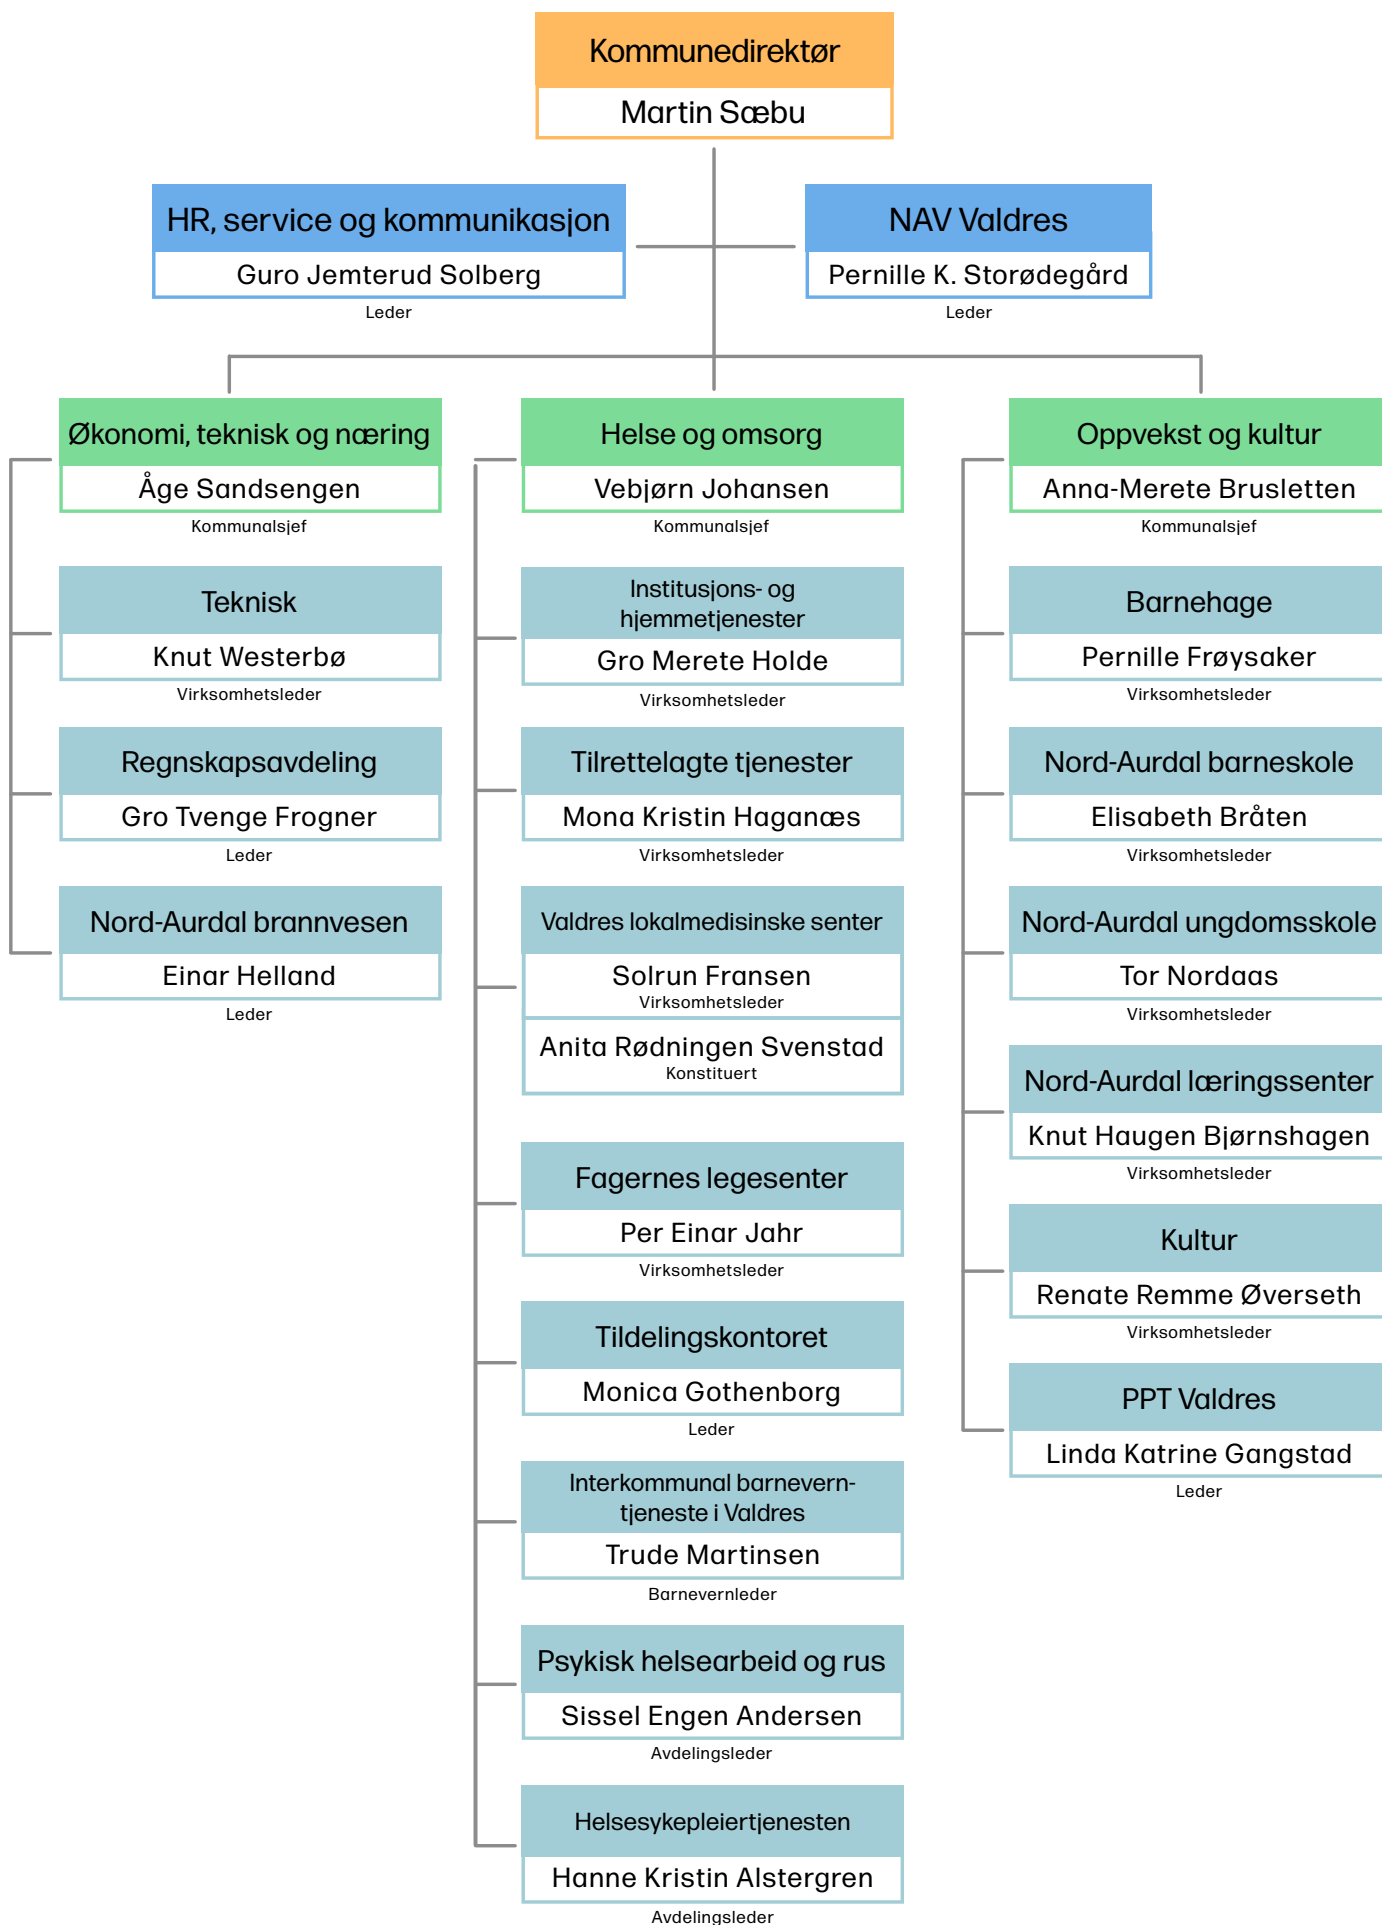 Kommunedirektør
Martin Sæbu
HR, service og kommunikasjon
Guro Jemterud Solberg
Leder
NAV Valdres
Pernille K. Storødegård
Leder
Økonomi, teknisk og næring
Åge Sandsengen
Kommunalsjef
Teknisk
Knut Westerbø
Virksomhetsleder
Regnskapsavdeling
Gro Tvenge Frogner
Leder
Nord-Aurdal brannvesen
Einar Helland
Leder
Helse og omsorg
Vebjørn Johansen
Kommunalsjef
Institusjons- og
hjemmetjenester
Gro Merete Holde
Virksomhetsleder
Tilrettelagte tjenester
Mona Kristin Haganæs
Virksomhetsleder
Valdres lokalmedisinske senter
Solrun Fransen
Virksomhetsleder
Anita Rødningen Svenstad
Konstituert
Fagernes legesenter
Per Einar Jahr
Virksomhetsleder
Tildelingskontoret
Monica Gothenborg
Leder
Interkommunal barnevern-
tjeneste i Valdres
Trude Martinsen
Barnevernleder
Psykisk helsearbeid og rus
Sissel Engen Andersen
Avdelingsleder
Helsesykepleiertjenesten
Hanne Kristin Alstergren
Avdelingsleder
Oppvekst og kultur
Anna-Merete Brusletten
Kommunalsjef
Barnehage
Pernille Frøysaker
Virksomhetsleder
Nord-Aurdal barneskole
Elisabeth Bråten
Virksomhetsleder
Nord-Aurdal ungdomsskole
Tor Nordaas
Virksomhetsleder
Nord-Aurdal læringssenter
Knut Haugen Bjørnshagen
Virksomhetsleder
Kultur
Renate Remme Øverseth
Virksomhetsleder
PPT Valdres
Linda Katrine Gangstad
Leder